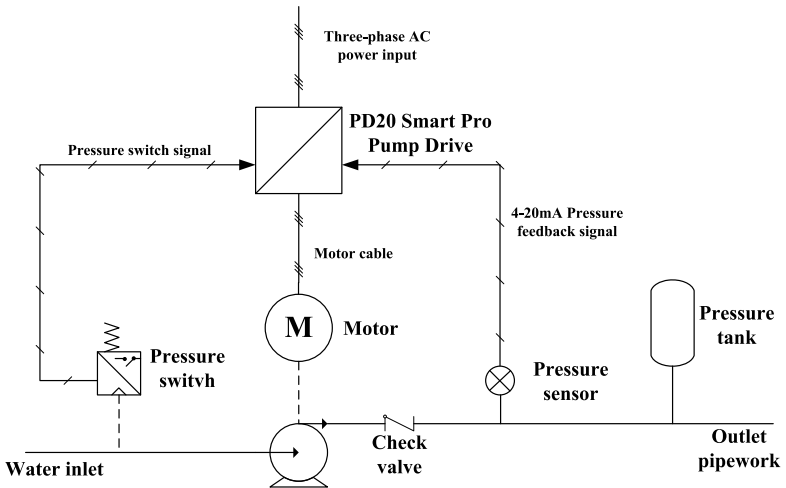 Three-phase AC
power input
PD20 Smart Pro
Pump Drive
Pressure switch signal
4-20mA Pressure
feedback signal
Motor cable
M
Motor
Pressure
tank
Pressure
switvh
Pressure
sensor
Check
valve
Outlet
pipework
Water inlet